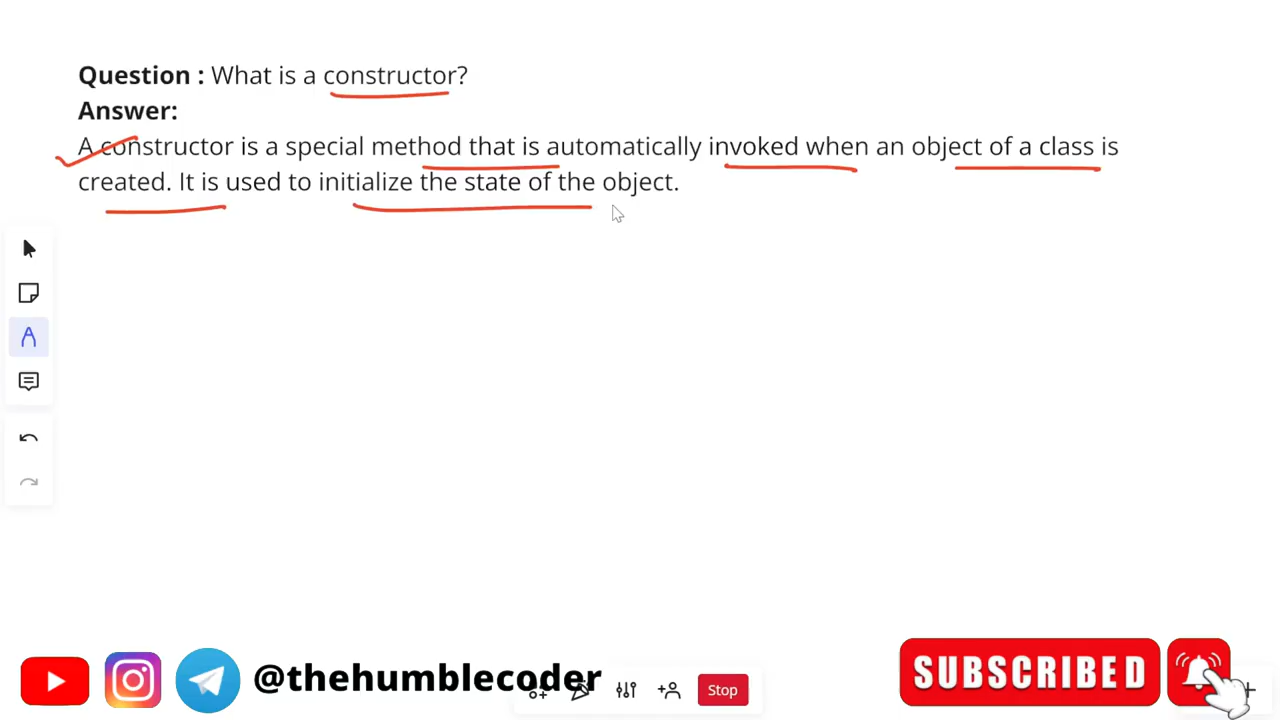 Question : What is a constructor?
Answer:
A constructor is a special method that is automatically invoked when an object of a class is
created. It is used to initialize the state of the object.
@thehumblecoder
Stop
SUBSCRIBED